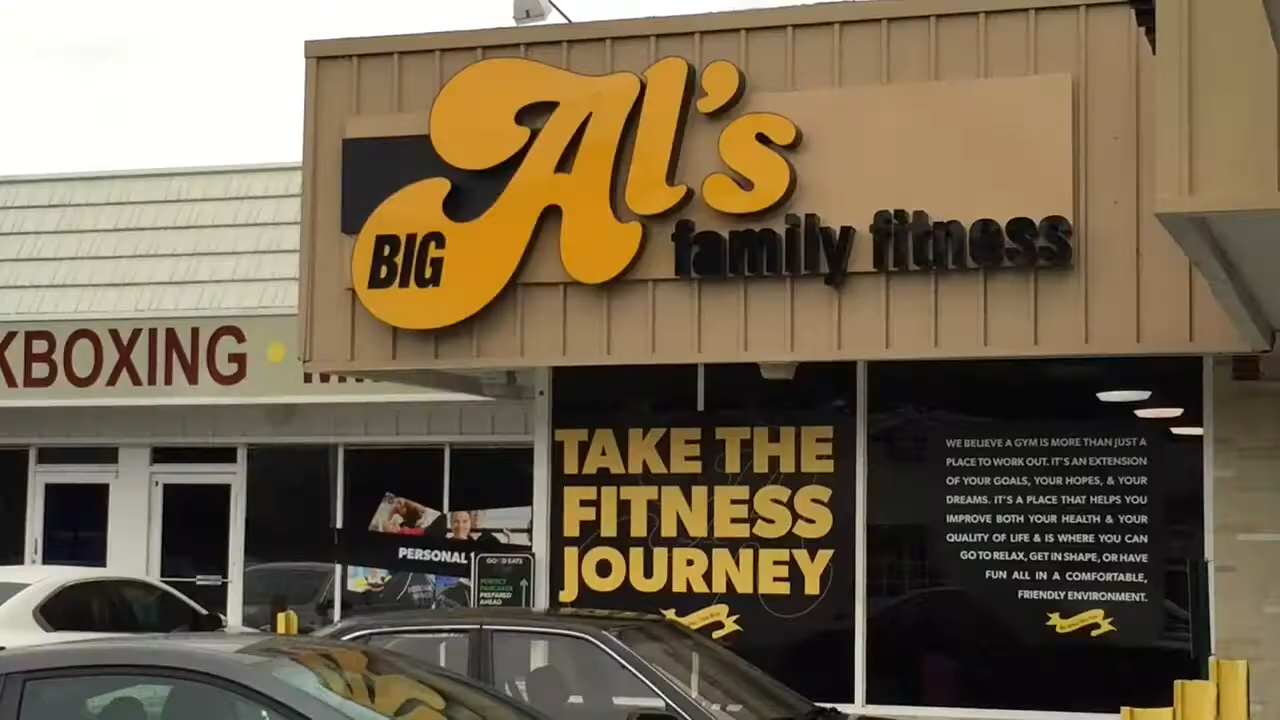 BIG Al's
family fitness
KBOXING
TAKE THE
FITNESS
JOURNEY
WE BELIEVE A GYM IS MORE THAN JUST A
PLACE TO WORK OUT. IT'S AN EXTENSION
OF YOUR GOALS, YOUR HOPES, & YOUR
DREAMS. IT'S A PLACE THAT HELPS YOU
IMPROVE BOTH YOUR HEALTH & YOUR
QUALITY OF LIFE & IS WHERE YOU CAN
GO TO RELAX, GET IN SHAPE, OR HAVE
FUN ALL IN A COMFORTABLE,
FRIENDLY ENVIRONMENT.
PERSONAL
GOOD EATS
PERFECT
PREPARED
AHEAD